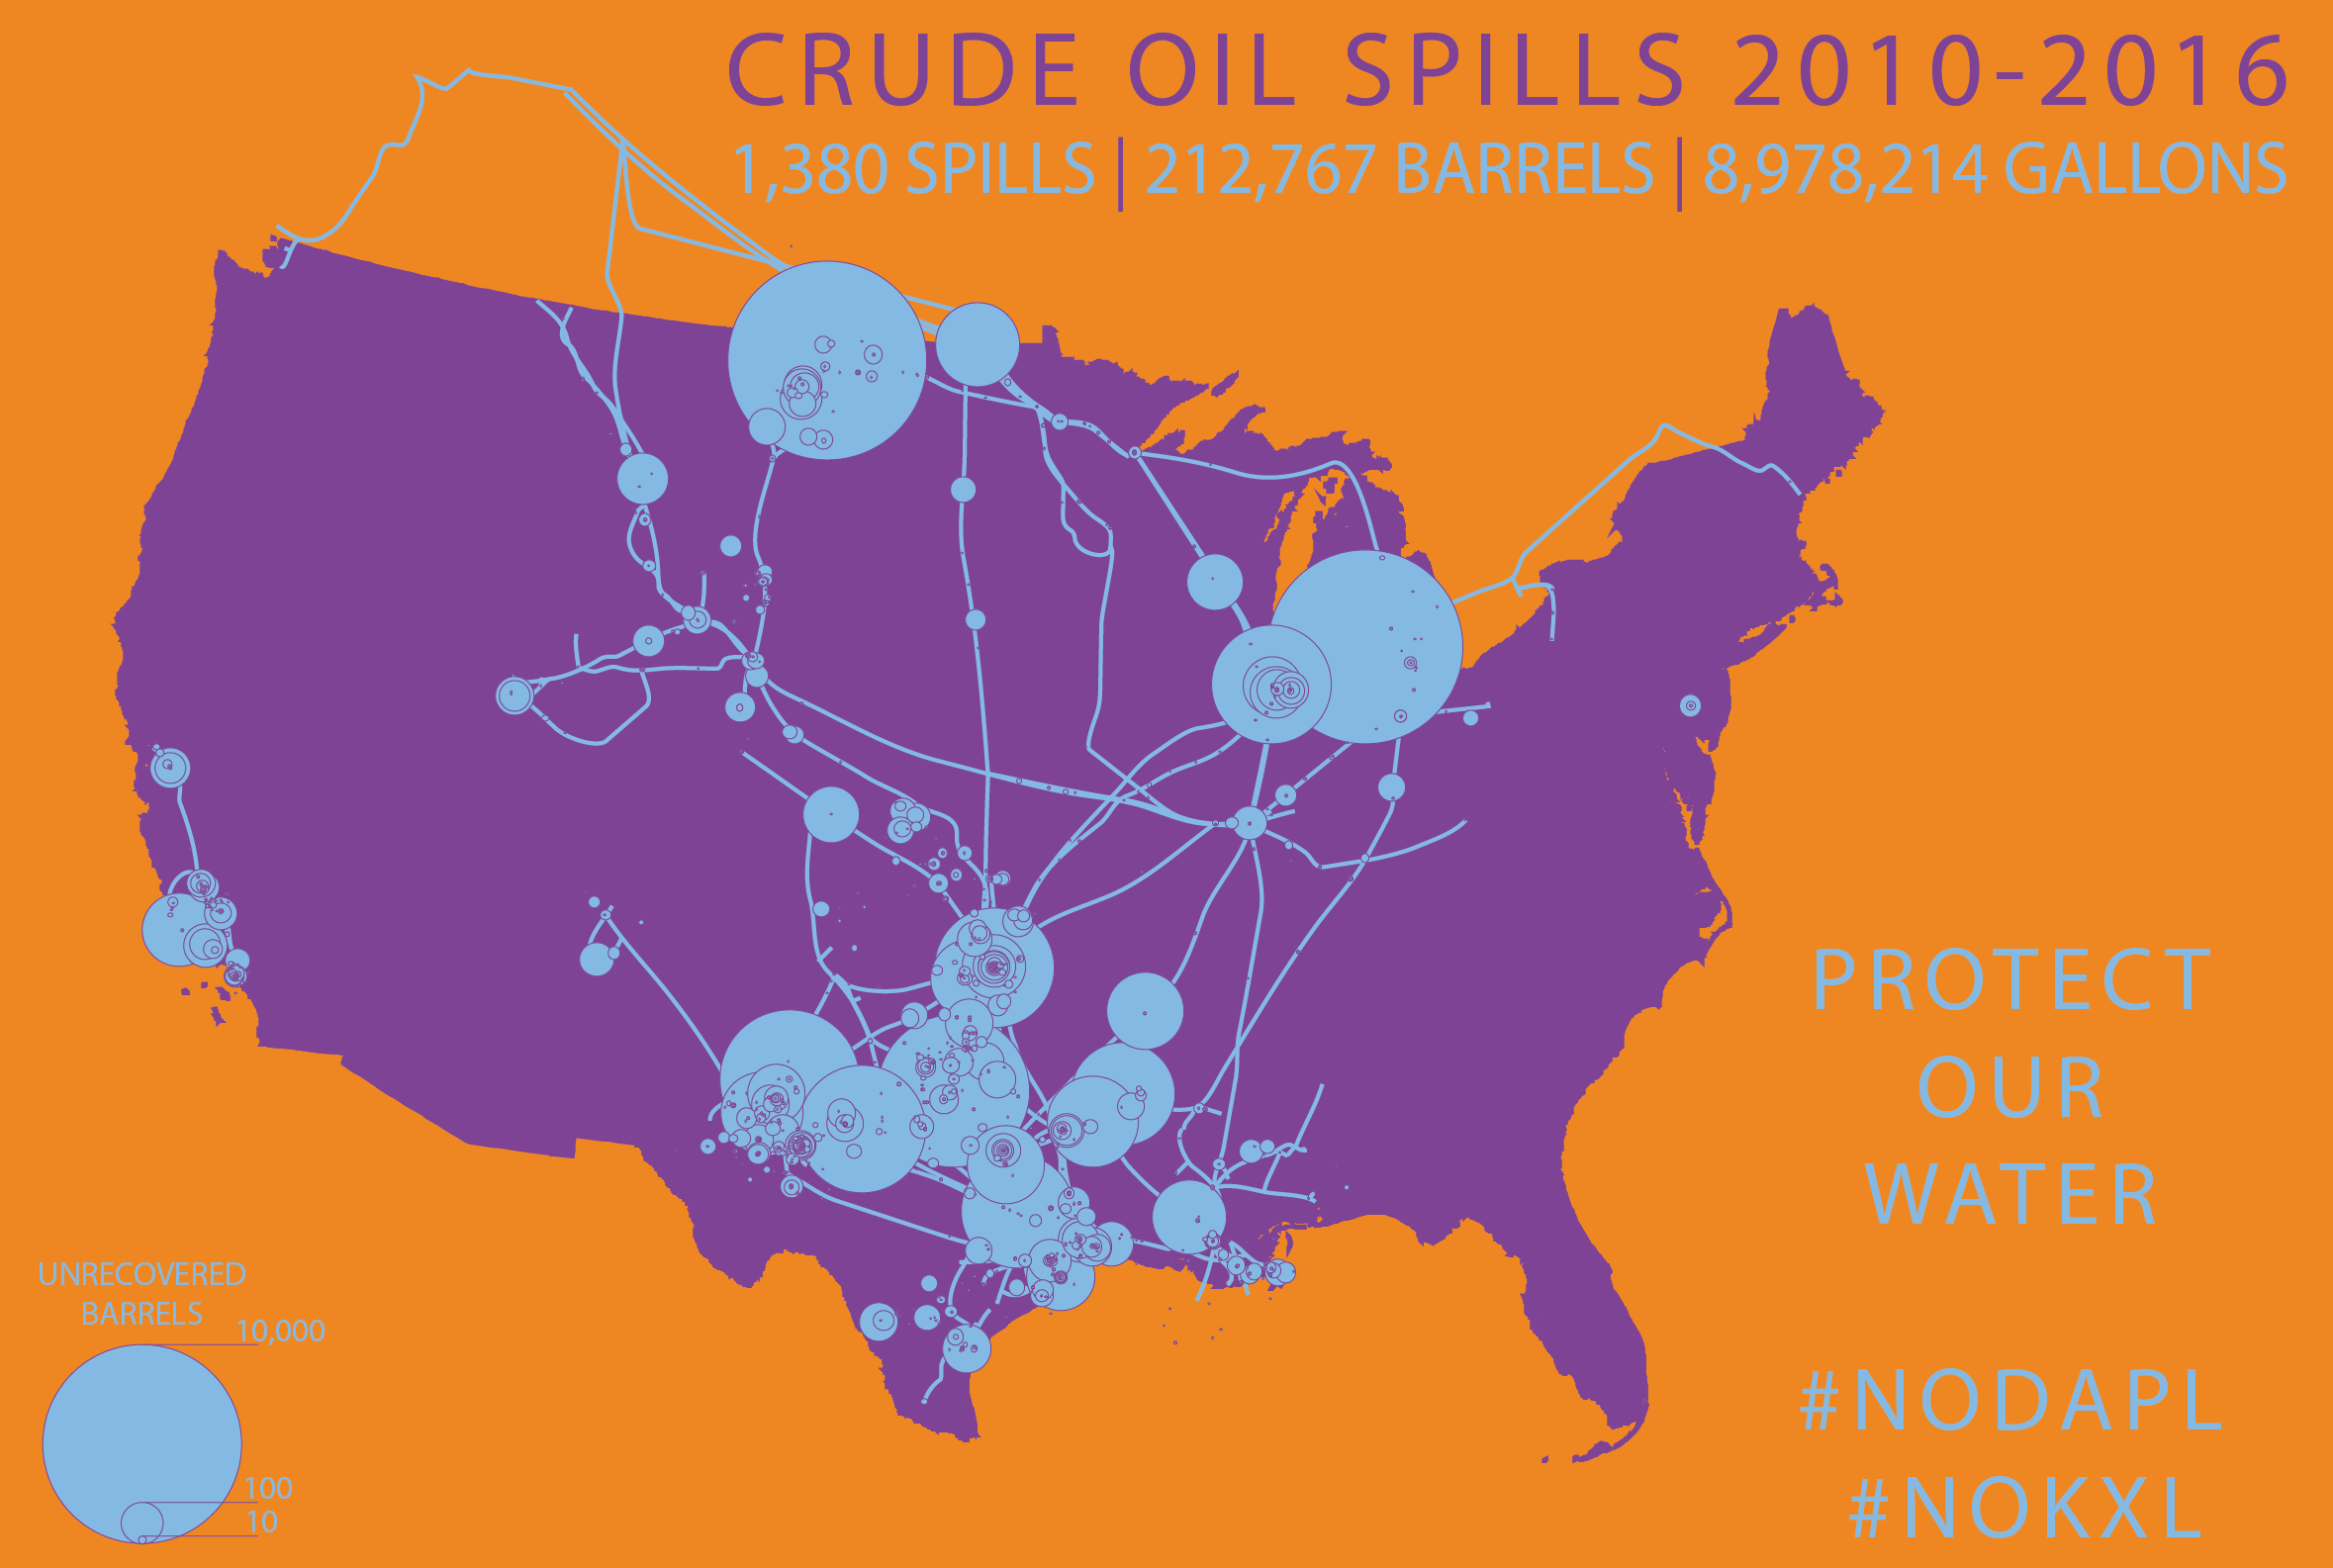 CRUDE OIL SPILLS 2010-2016
1,380 SPILLS | 212,767 BARRELS | 8,978,214 GALLONS
PROTECT
OUR
WATER
UNRECOVERED
BARRELS
10,000
100
10
#NODAPL
#NOKXL